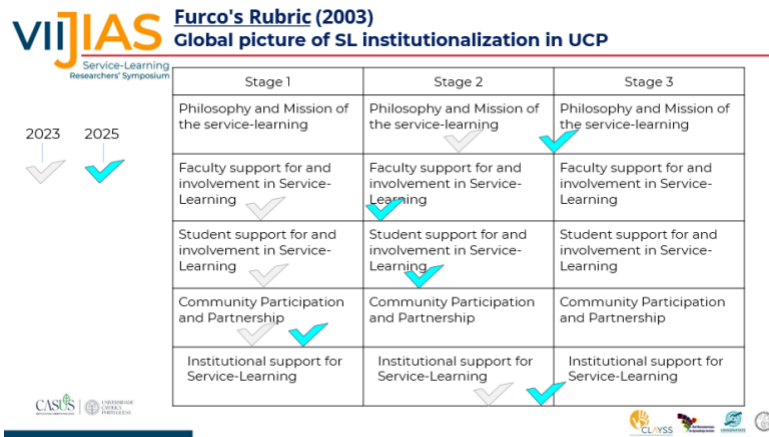 VIIJIAS
Service-Learning
Researchers' Symposium
Furco's Rubric (2003)
Global picture of SL institutionalization in UCP
2023 2025
Stage 1 Stage 2 Stage 3
Philosophy and Mission of
the service-learning
Philosophy and Mission of
the service-learning
Philosophy and Mission of
the service-learning
Faculty support for and
involvement in Service-
Learning
Faculty support for and
involvement in Service-
Learning
Faculty support for and
involvement in Service-
Learning
Student support for and
involvement in Service-
Learning
Student support for and
involvement in Service-
Learning
Student support for and
involvement in Service-
Learning
Community Participation
and Partnership
Community Participation
and Partnership
Community Participation
and Partnership
Institutional support for
Service-Learning
Institutional support for
Service-Learning
Institutional support for
Service-Learning
CASUS
UNIVERSIDADE
CATÓLICA
PORTUGUESA
CLAYSS